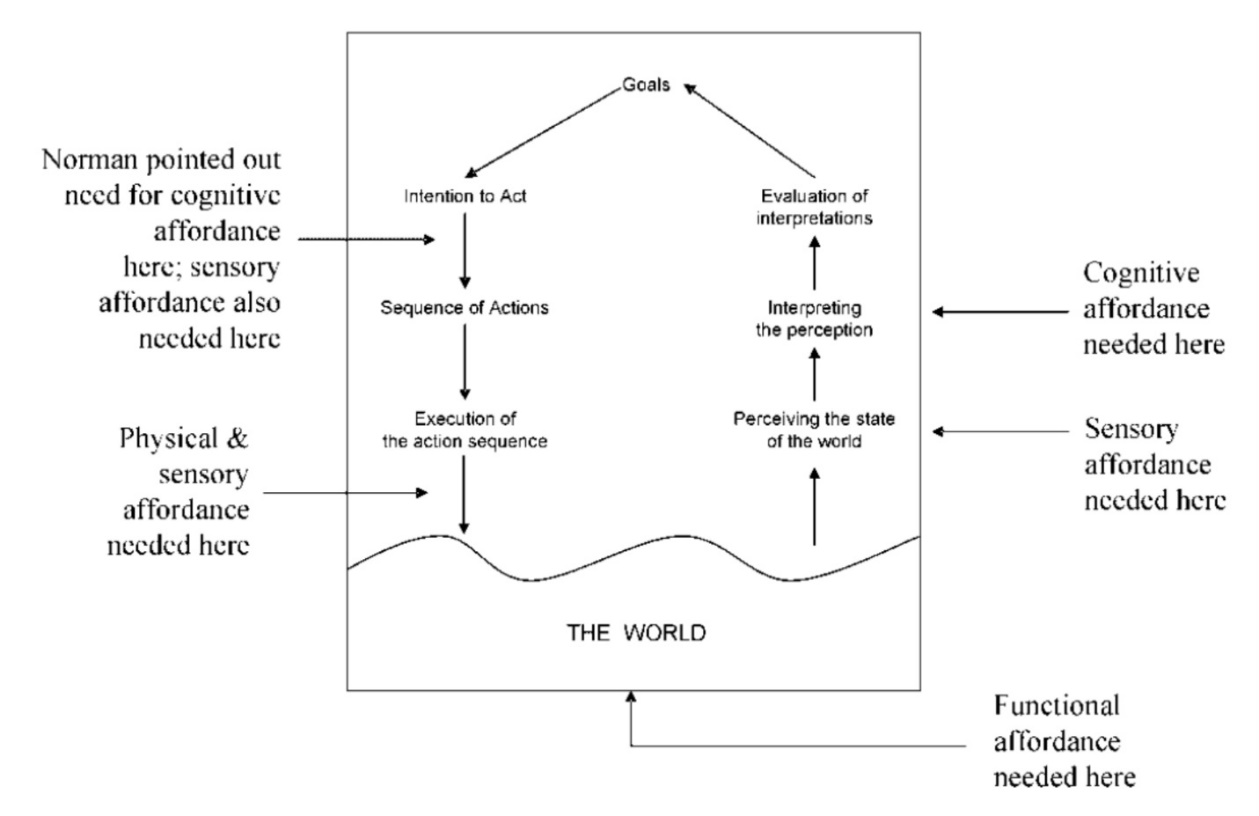 Goals
Norman pointed out
need for cognitive
affordance
here; sensory
affordance also
needed here
Intention to Act
Evaluation of
interpretations
Sequence of Actions
Interpreting
the perception
Cognitive
affordance
needed here
Execution of
the action sequence
Perceiving the state
of the world
Physical &
sensory
affordance
needed here
Sensory
affordance
needed here
THE WORLD
Functional
affordance
needed here